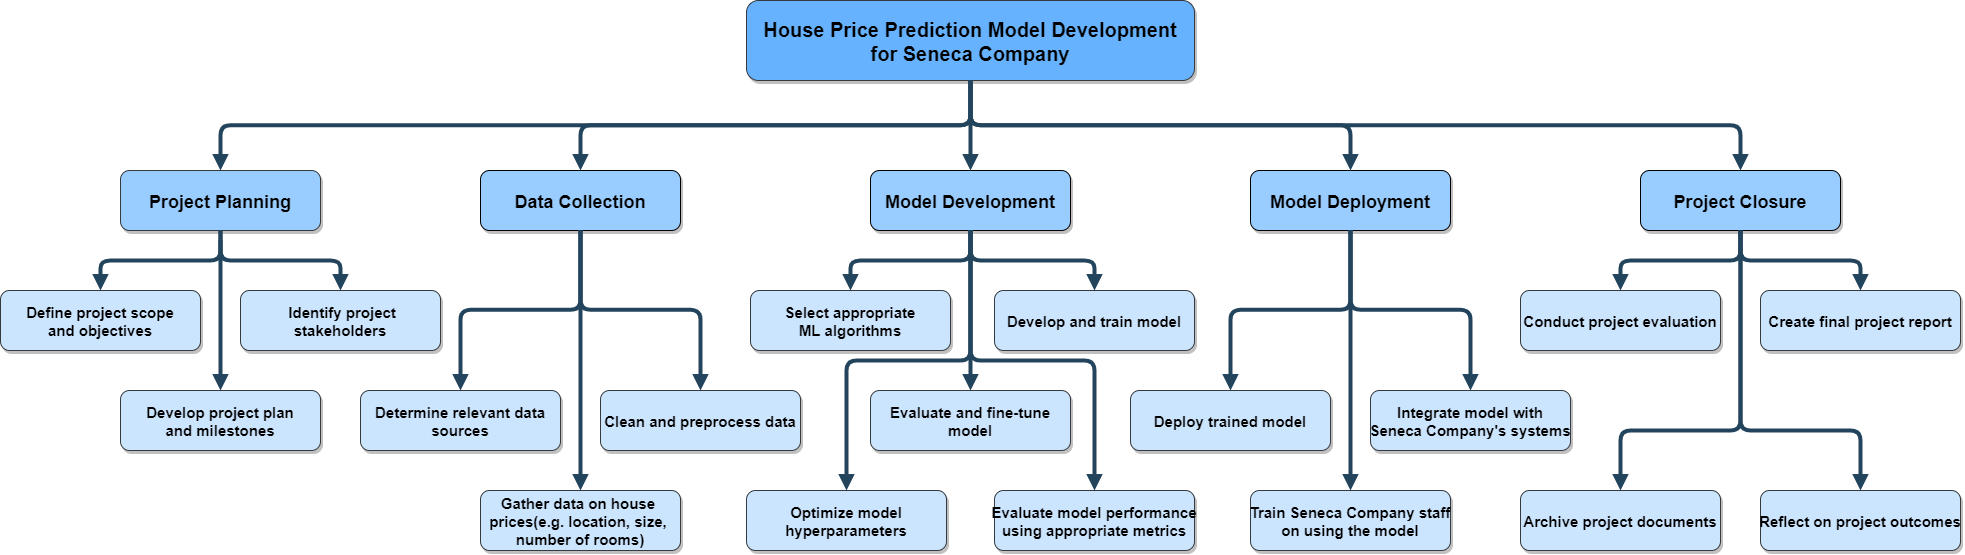 House Price Prediction Model Development
for Seneca Company
Project Planning
Data Collection
Model Development
Model Deployment
Project Closure
Define project scope
and objectives
Identify project
stakeholders
Develop project plan
and milestones
Determine relevant data
sources
Clean and preprocess data
Gather data on house
prices(e.g. location, size,
number of rooms)
Select appropriate
ML algorithms
Develop and train model
Evaluate and fine-tune
model
Optimize model
hyperparameters
Evaluate model performance
using appropriate metrics
Deploy trained model
Integrate model with
Seneca Company's systems
Train Seneca Company staff
on using the model
Conduct project evaluation
Create final project report
Archive project documents
Reflect on project outcomes